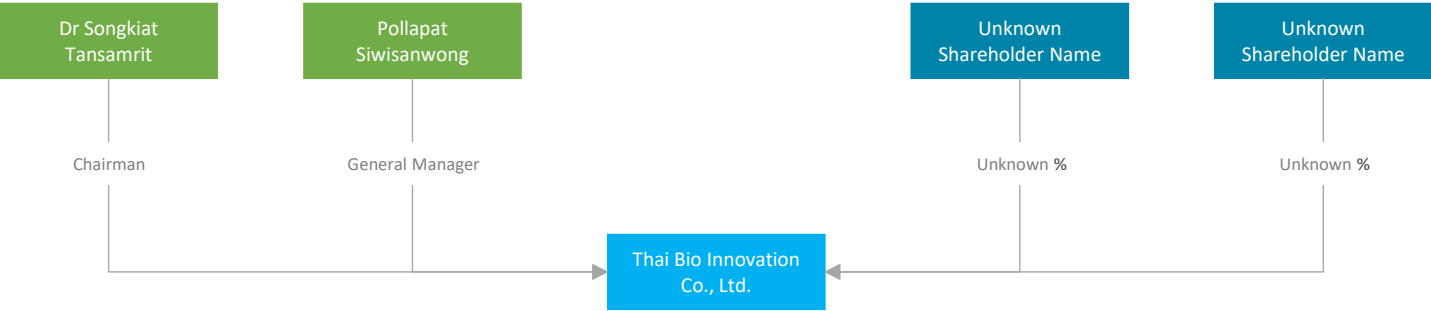 Dr Songkiat
Tansamrit
Pollapat
Siwisanwong
Unknown
Shareholder Name
Unknown
Shareholder Name
Chairman
General Manager
Unknown %
Unknown %
Thai Bio Innovation
Co., Ltd.